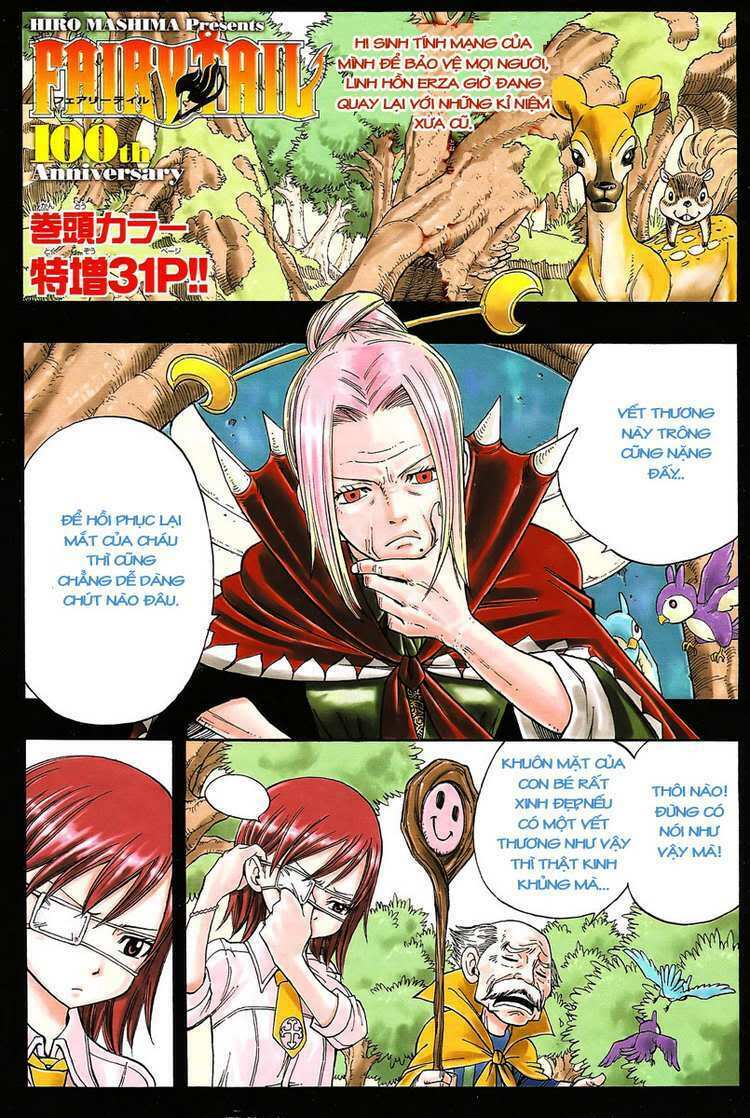 HIRO MASHIMA Presents
FAIRY TAIL
フェアリーテイル
100th
Anniversary
巻頭カラー
特増31P!!
HI SINH TÍNH MẠNG CỦA
MÌNH ĐỂ BẢO VỆ MỌI NGƯỜI,
LINH HỒN ERZA GIỜ ĐANG
QUAY LẠI VỚI NHỮNG KỈ NIỆM
XƯA CŨ.
VẾT THƯƠNG
NÀY TRÔNG
CŨNG NẶNG
ĐẤY...
ĐỂ HỒI PHỤC LẠI
MẮT CỦA CHÁU
THÌ CŨNG
CHẲNG DỄ DÀNG
CHÚT NÀO ĐÂU.
THÔI NÀO!
ĐỪNG CÓ
NÓI NHƯ
VẬY MÀ!
KHUÔN MẶT CỦA
CON BÉ RẤT
XINH ĐẸP,NẾU
CÓ MỘT VẾT
THƯƠNG NHƯ VẬY
THÌ THẬT KINH
KHỦNG MÀ...